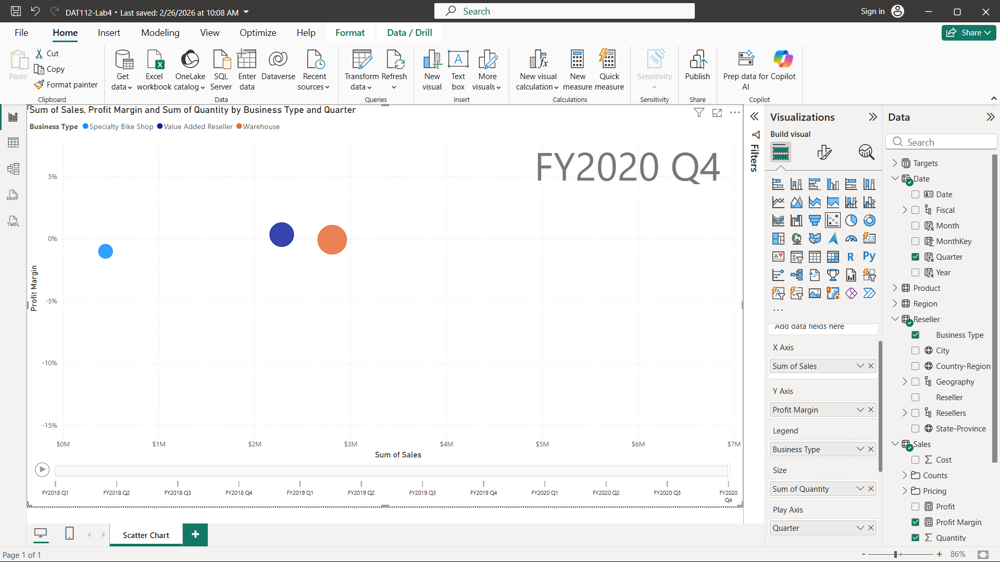 DAT112-Lab4 • Last saved: 2/26/2026 at 10:08 AM
Search
Sign in
File
Home
Insert
Modeling
View
Optimize
Help
Format
Data / Drill
Share
Paste
Cut
Copy
Format painter
Clipboard
Get data
Excel workbook
OneLake catalog
SQL Server
Enter data
Dataverse
Recent sources
Data
Transform data
Refresh
Queries
New visual
Text box
More visuals
Insert
New visual calculation
New measure
Quick measure
Calculations
Sensitivity
Sensitivity
Publish
Share
Prep data for AI
Copilot
Copilot
DAX
TMDL
Sum of Sales, Profit Margin and Sum of Quantity by Business Type and Quarter
Business Type Specialty Bike Shop Value Added Reseller Warehouse
FY2020 Q4
Profit Margin
5%
0%
-5%
-10%
-15%
$0M $1M $2M $3M $4M $5M $6M $7M
Sum of Sales
FY2018 Q1 FY2018 Q2 FY2018 Q3 FY2018 Q4 FY2019 Q1 FY2019 Q2 FY2019 Q3 FY2019 Q4 FY2020 Q1 FY2020 Q2 FY2020 Q3 FY2020 Q4
Filters
Visualizations
Build visual
123
R
Py
Add data fields here
X Axis
Sum of Sales
Y Axis
Profit Margin
Legend
Business Type
Size
Sum of Quantity
Play Axis
Quarter
Data
Search
Targets
Date
Date
Fiscal
Month
MonthKey
Quarter
Year
Product
Region
Reseller
Business Type
City
Country-Region
Geography
Reseller
Resellers
State-Province
Sales
Cost
Counts
Pricing
Profit
Profit Margin
Quantity
Scatter Chart
Page 1 of 1
- + 86%